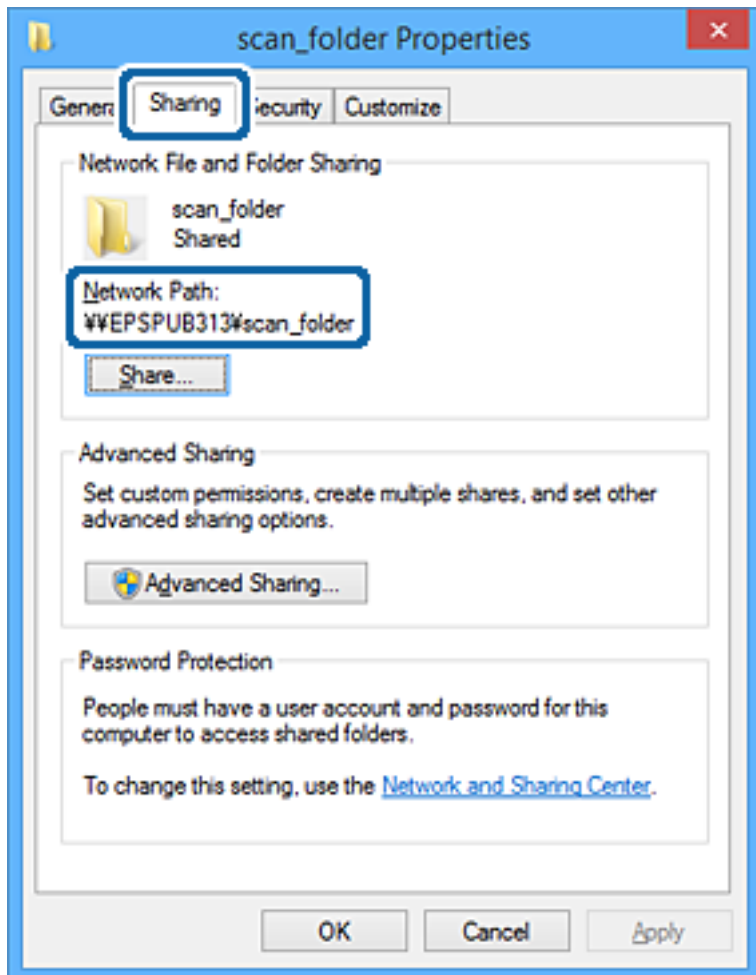 scan_folder Properties
Sharing
Customize
Network File and Folder Sharing
scan_folder
Shared
Network Path:
¥¥EPSPUB313¥scan_folder
Share...
Advanced Sharing
Set custom permissions, create multiple shares, and set other
advanced sharing options.
Advanced Sharing...
Password Protection
People must have a user account and password for this
computer to access shared folders.
To change this setting, use the Network and Sharing Center.
OK Cancel Apply